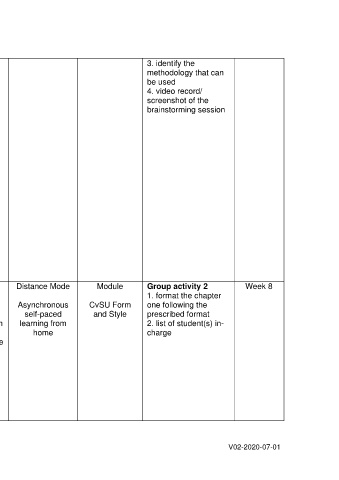 3. identify the
methodology that can
be used
4. video record/
screenshot of the
brainstorming session
Distance Mode
Asynchronous
self-paced
learning from
home
Module
CvSU Form
and Style
Group activity 2
1. format the chapter
one following the
prescribed format
2. list of student(s) in-
charge
Week 8
V02-2020-07-01